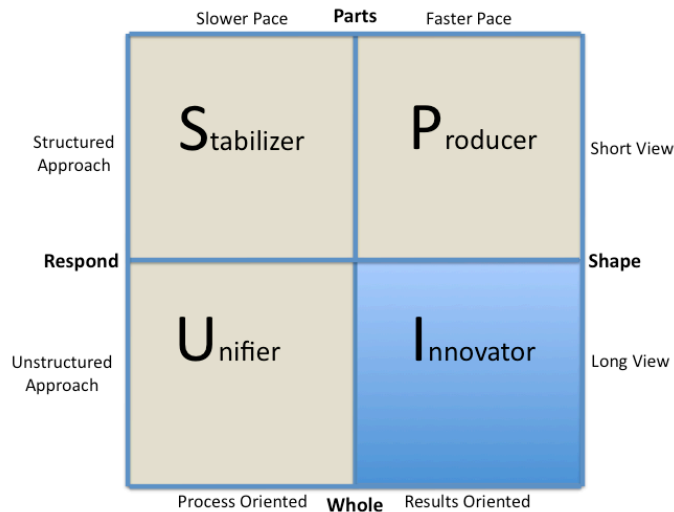 Slower Pace
Parts
Faster Pace
Stabilizer
Producer
Structured
Approach
Short View
Respond
Shape
Unifier
Innovator
Unstructured
Approach
Long View
Process Oriented
Whole
Results Oriented